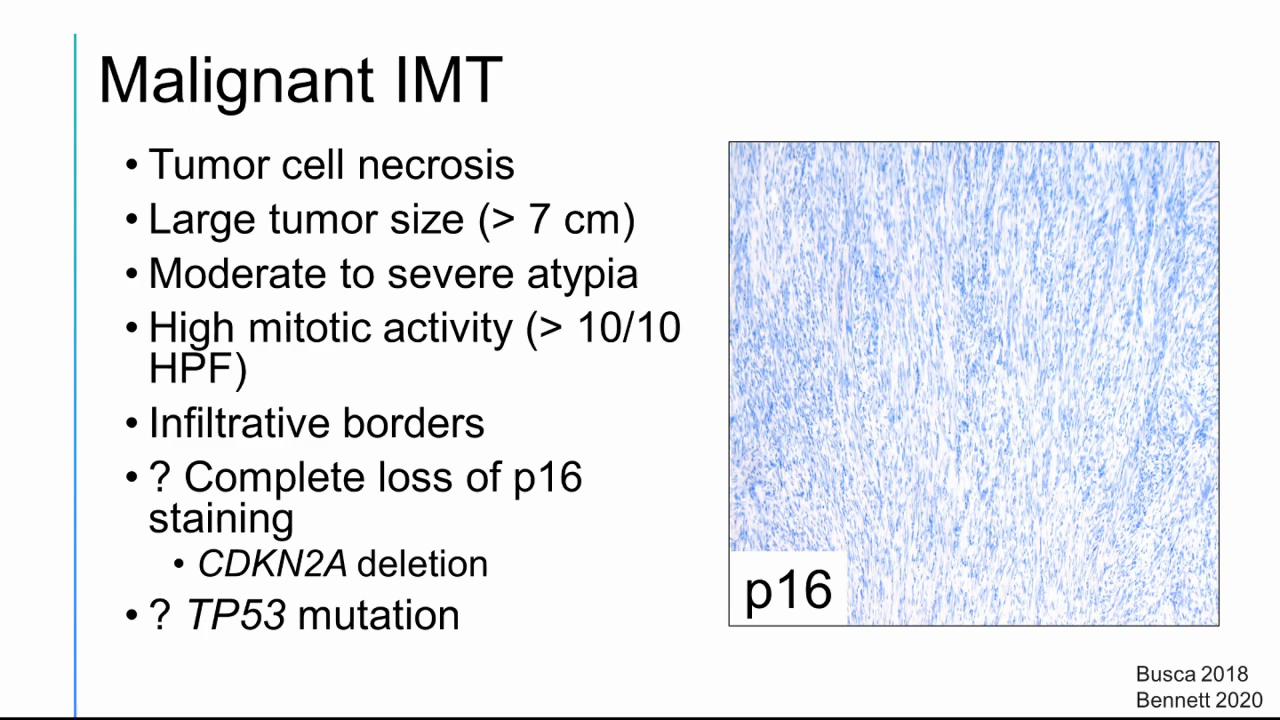 Malignant IMT
• Tumor cell necrosis
• Large tumor size (> 7 cm)
• Moderate to severe atypia
• High mitotic activity (> 10/10
HPF)
• Infiltrative borders
• ? Complete loss of p16
staining
• CDKN2A deletion
• ? TP53 mutation
p16
Busca 2018
Bennett 2020